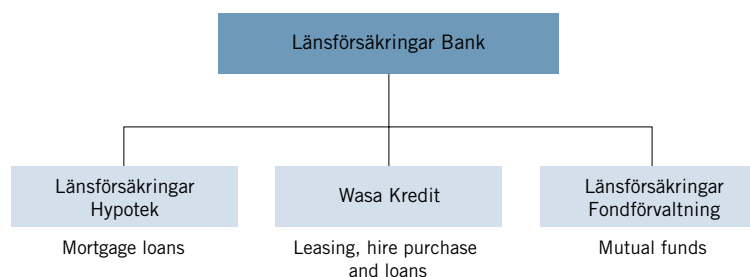 Länsförsäkringar Bank
Länsförsäkringar
Hypotek
Mortgage loans
Wasa Kredit
Leasing, hire purchase
and loans
Länsförsäkringar
Fondförvaltning
Mutual funds